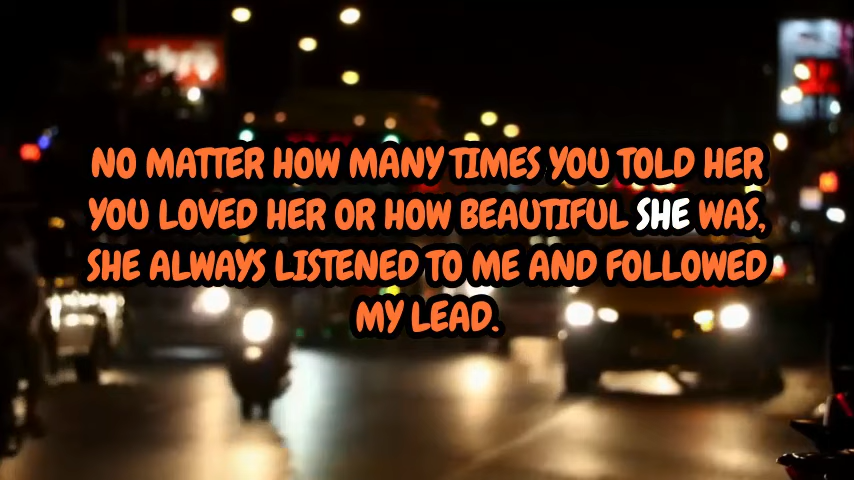 NO MATTER HOW MANY TIMES YOU TOLD HER
YOU LOVED HER OR HOW BEAUTIFUL SHE WAS,
SHE ALWAYS LISTENED TO ME AND FOLLOWED
MY LEAD.